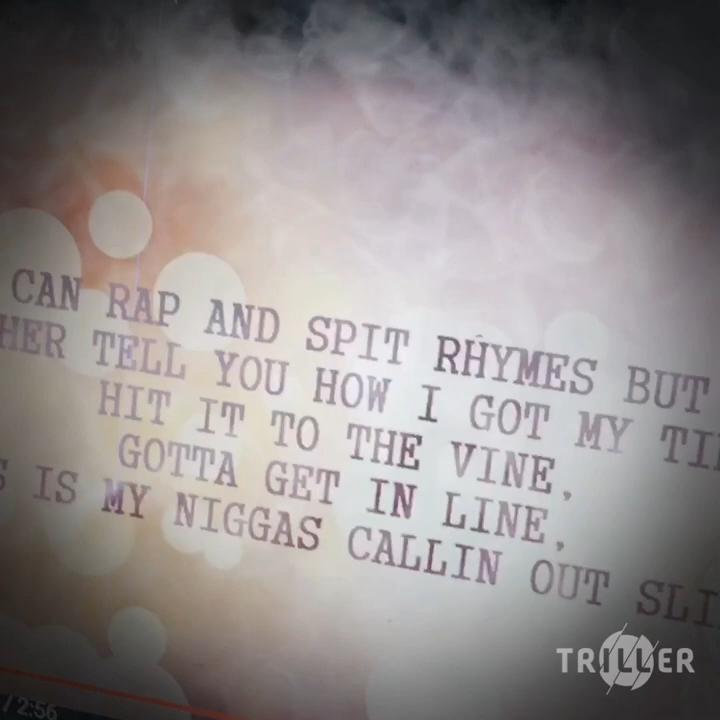 CAN RAP AND SPIT RHYMES BUT
HER TELL YOU HOW I GOT MY
HIT IT TO THE VINE,
GOTTA GET IN LINE,
IS MY NIGGAS CALLIN OUT
TRILLER
/ 2:56